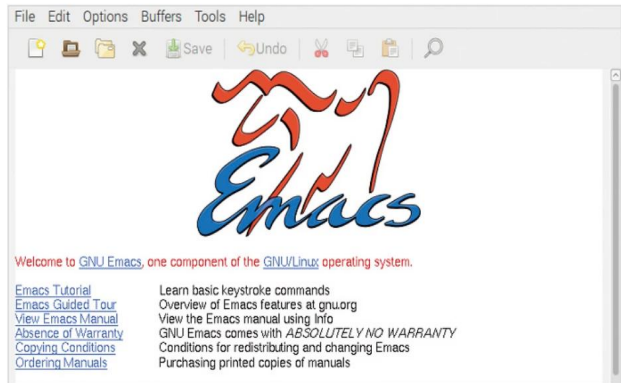 File Edit Options Buffers Tools Help
Save Undo
Emacs
Welcome to GNU Emacs, one component of the GNU/Linux operating system.
Emacs Tutorial Learn basic keystroke commands
Emacs Guided Tour Overview of Emacs features at gnu.org
View Emacs Manual View the Emacs manual using Info
Absence of Warranty GNU Emacs comes with ABSOLUTELY NO WARRANTY
Copying Conditions Conditions for redistributing and changing Emacs
Ordering Manuals Purchasing printed copies of manuals